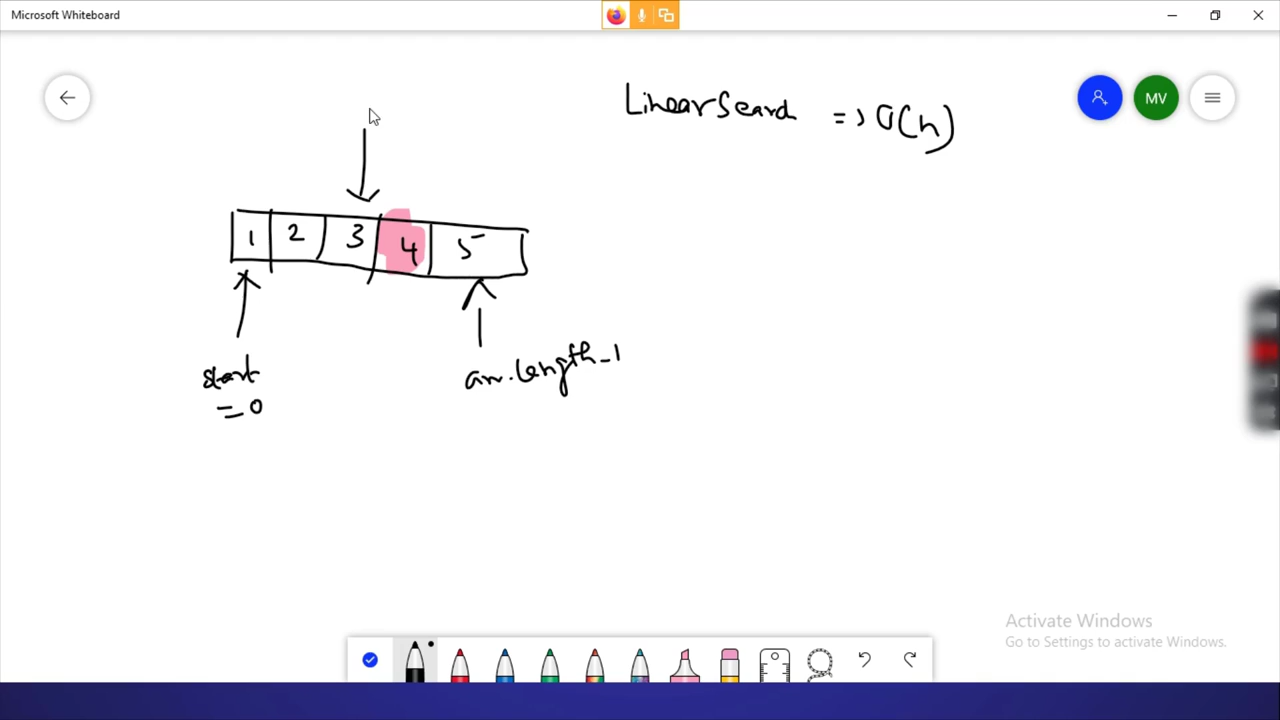 Microsoft Whiteboard
LinearSearch => O(n)
MV
1 2 3 4 5
arr.length-1
start
=0
Activate Windows
Go to Settings to activate Windows.